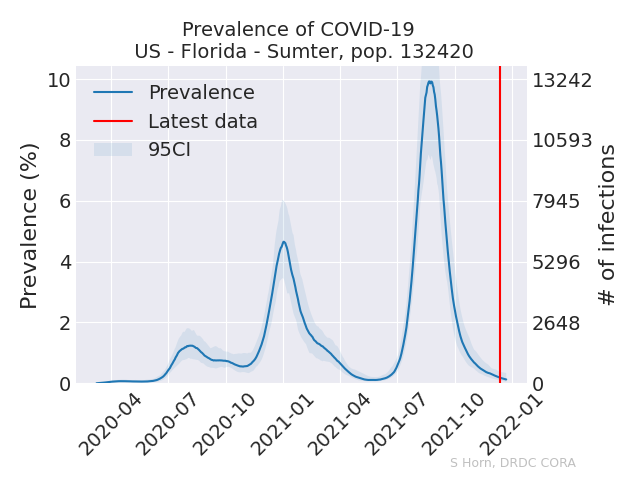 Prevalence of COVID-19
US - Florida - Sumter, pop. 132420
Prevalence (%)
10
8
6
4
2
0
Prevalence
Latest data
95CI
13242
10593
7945
5296
2648
0
# of infections
2020-04
2020-07
2020-10
2021-01
2021-04
2021-07
2021-10
2022-01
S Horn, DRDC CORA